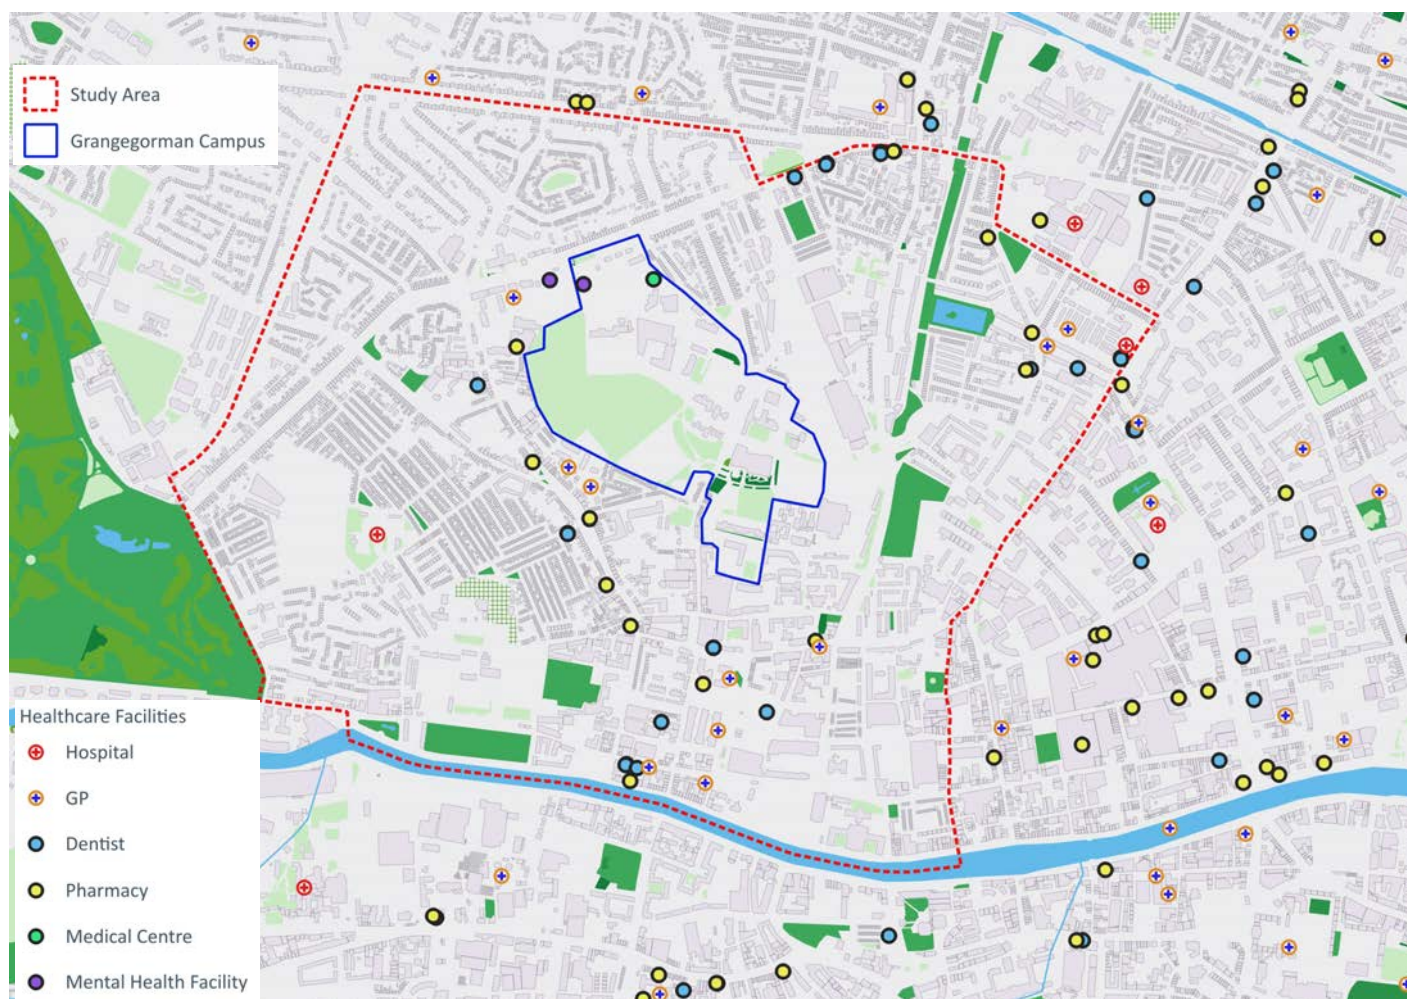 Study Area
Grangegorman Campus
Healthcare Facilities
Hospital
GP
Dentist
Pharmacy
Medical Centre
Mental Health Facility